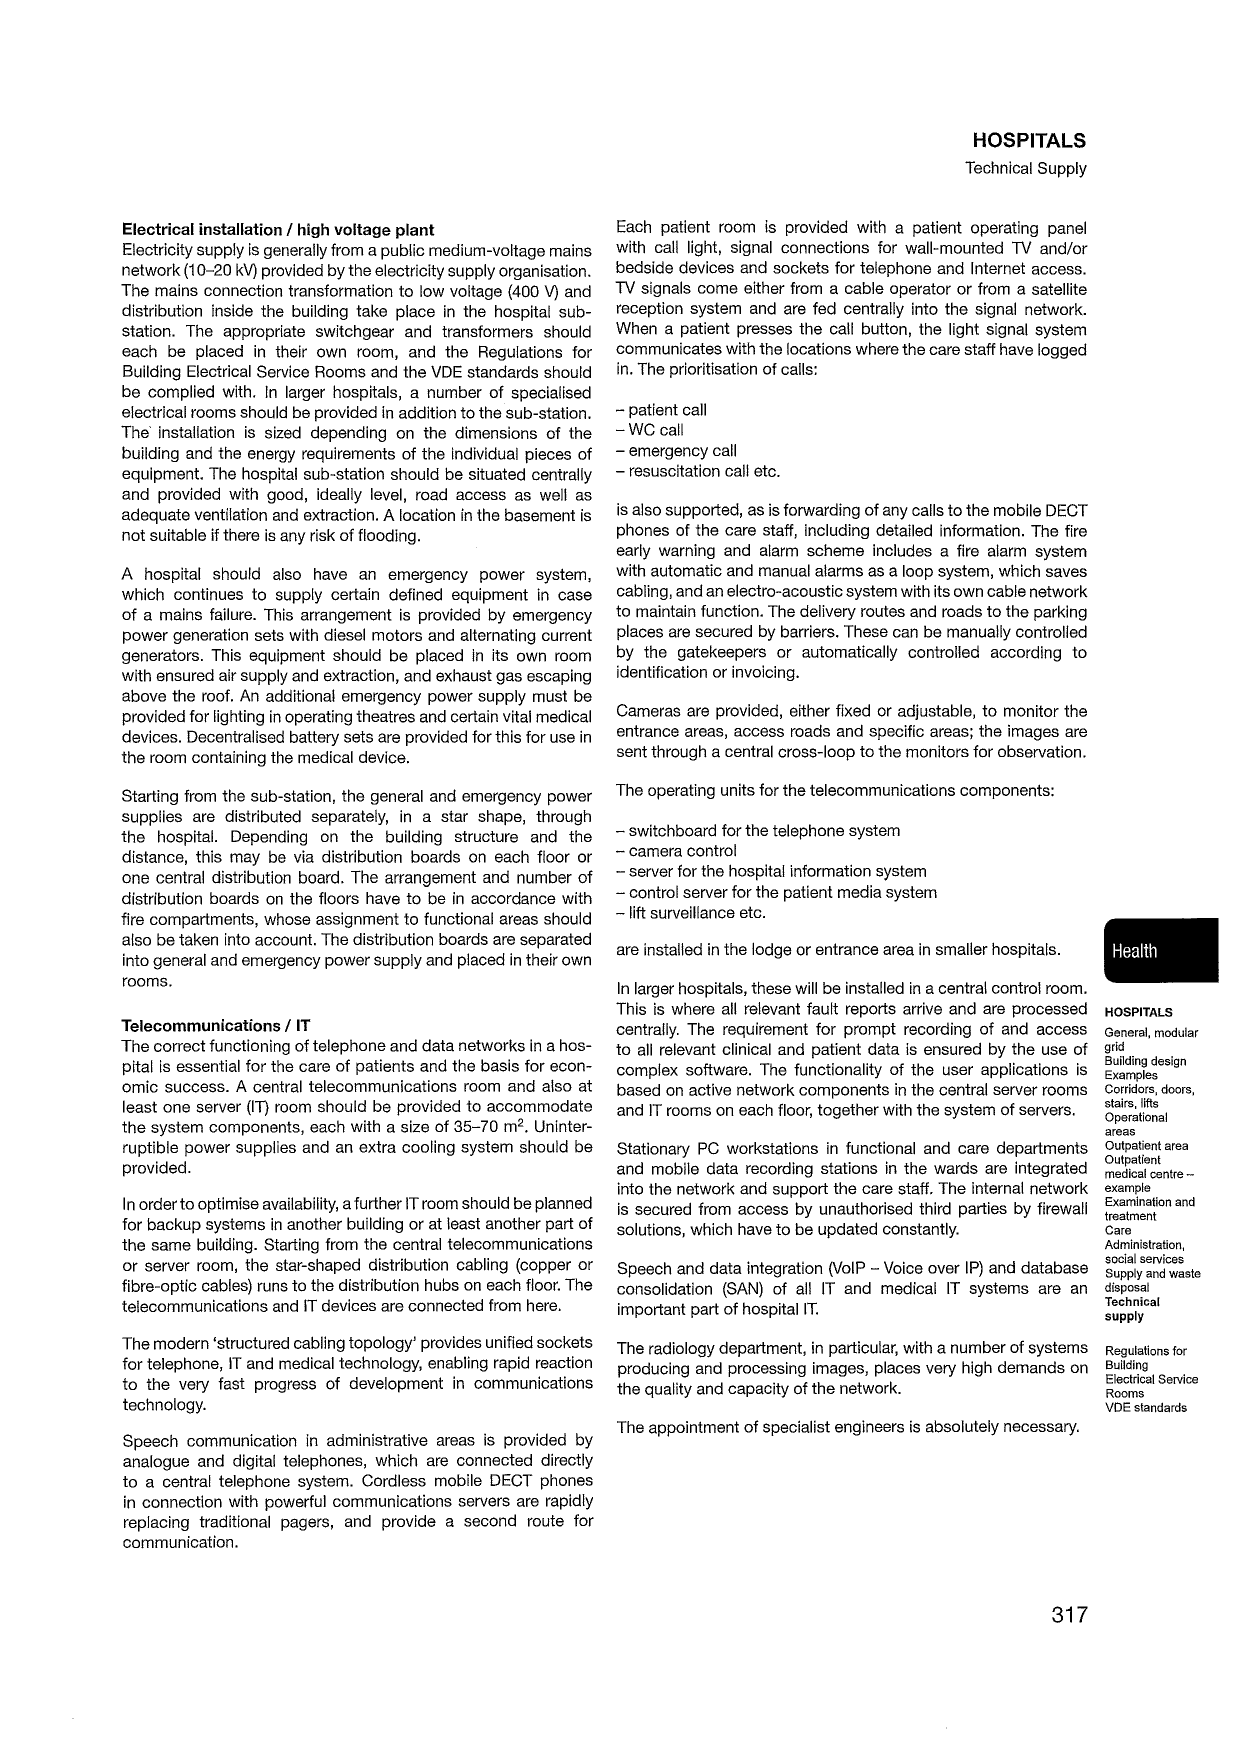 HOSPITALS
Technical Supply
Electrical installation / high voltage plant
Electricity supply is generally from a public medium-voltage mains
network (10–20 kV) provided by the electricity supply organisation.
The mains connection transformation to low voltage (400 V) and
distribution inside the building take place in the hospital sub-
station. The appropriate switchgear and transformers should
each be placed in their own room, and the Regulations for
Building Electrical Service Rooms and the VDE standards should
be complied with. In larger hospitals, a number of specialised
electrical rooms should be provided in addition to the sub-station.
The installation is sized depending on the dimensions of the
building and the energy requirements of the individual pieces of
equipment. The hospital sub-station should be situated centrally
and provided with good, ideally level, road access as well as
adequate ventilation and extraction. A location in the basement is
not suitable if there is any risk of flooding.
A hospital should also have an emergency power system,
which continues to supply certain defined equipment in case
of a mains failure. This arrangement is provided by emergency
power generation sets with diesel motors and alternating current
generators. This equipment should be placed in its own room
with ensured air supply and extraction, and exhaust gas escaping
above the roof. An additional emergency power supply must be
provided for lighting in operating theatres and certain vital medical
devices. Decentralised battery sets are provided for this for use in
the room containing the medical device.
Starting from the sub-station, the general and emergency power
supplies are distributed separately, in a star shape, through
the hospital. Depending on the building structure and the
distance, this may be via distribution boards on each floor or
one central distribution board. The arrangement and number of
distribution boards on the floors have to be in accordance with
fire compartments, whose assignment to functional areas should
also be taken into account. The distribution boards are separated
into general and emergency power supply and placed in their own
rooms.
Telecommunications / IT
The correct functioning of telephone and data networks in a hos-
pital is essential for the care of patients and the basis for econ-
omic success. A central telecommunications room and also at
least one server (IT) room should be provided to accommodate
the system components, each with a size of 35–70 m². Uninter-
ruptible power supplies and an extra cooling system should be
provided.
In order to optimise availability, a further IT room should be planned
for backup systems in another building or at least another part of
the same building. Starting from the central telecommunications
or server room, the star-shaped distribution cabling (copper or
fibre-optic cables) runs to the distribution hubs on each floor. The
telecommunications and IT devices are connected from here.
The modern ‘structured cabling topology’ provides unified sockets
for telephone, IT and medical technology, enabling rapid reaction
to the very fast progress of development in communications
technology.
Speech communication in administrative areas is provided by
analogue and digital telephones, which are connected directly
to a central telephone system. Cordless mobile DECT phones
in connection with powerful communications servers are rapidly
replacing traditional pagers, and provide a second route for
communication.
Each patient room is provided with a patient operating panel
with call light, signal connections for wall-mounted TV and/or
bedside devices and sockets for telephone and Internet access.
TV signals come either from a cable operator or from a satellite
reception system and are fed centrally into the signal network.
When a patient presses the call button, the light signal system
communicates with the locations where the care staff have logged
in. The prioritisation of calls:
– patient call
– WC call
– emergency call
– resuscitation call etc.
is also supported, as is forwarding of any calls to the mobile DECT
phones of the care staff, including detailed information. The fire
early warning and alarm scheme includes a fire alarm system
with automatic and manual alarms as a loop system, which saves
cabling, and an electro-acoustic system with its own cable network
to maintain function. The delivery routes and roads to the parking
places are secured by barriers. These can be manually controlled
by the gatekeepers or automatically controlled according to
identification or invoicing.
Cameras are provided, either fixed or adjustable, to monitor the
entrance areas, access roads and specific areas; the images are
sent through a central cross-loop to the monitors for observation.
The operating units for the telecommunications components:
– switchboard for the telephone system
– camera control
– server for the hospital information system
– control server for the patient media system
– lift surveillance etc.
are installed in the lodge or entrance area in smaller hospitals.
In larger hospitals, these will be installed in a central control room.
This is where all relevant fault reports arrive and are processed
centrally. The requirement for prompt recording of and access
to all relevant clinical and patient data is ensured by the use of
complex software. The functionality of the user applications is
based on active network components in the central server rooms
and IT rooms on each floor, together with the system of servers.
Stationary PC workstations in functional and care departments
and mobile data recording stations in the wards are integrated
into the network and support the care staff. The internal network
is secured from access by unauthorised third parties by firewall
solutions, which have to be updated constantly.
Speech and data integration (VoIP – Voice over IP) and database
consolidation (SAN) of all IT and medical IT systems are an
important part of hospital IT.
The radiology department, in particular, with a number of systems
producing and processing images, places very high demands on
the quality and capacity of the network.
The appointment of specialist engineers is absolutely necessary.
Health
HOSPITALS
General, modular
grid
Building design
Examples
Corridors, doors,
stairs, lifts
Operational
areas
Outpatient area
Outpatient
medical centre –
example
Examination and
treatment
Care
Administration,
social services
Supply and waste
disposal
Technical
supply
Regulations for
Building
Electrical Service
Rooms
VDE standards
317